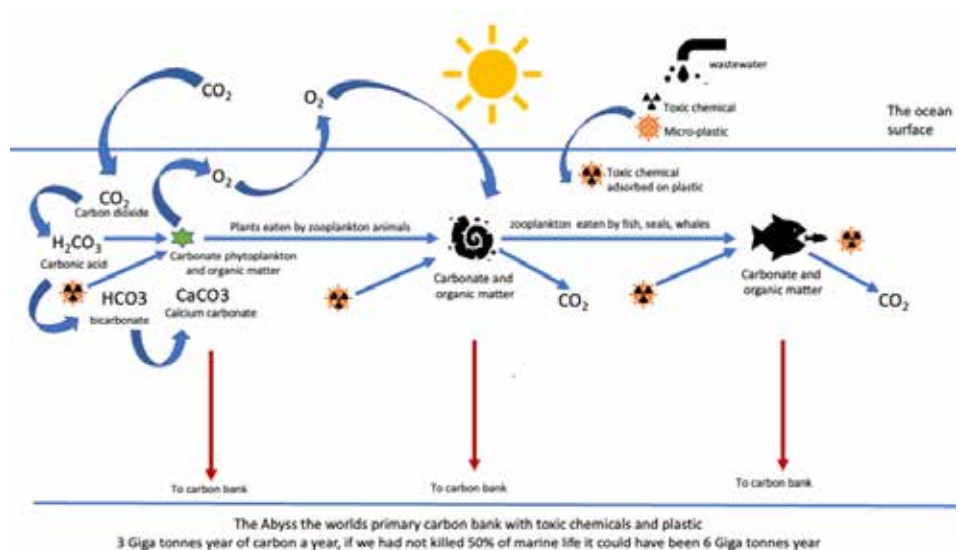 wastewater
CO2
O2
Toxic chemical
Micro-plastic
The ocean
surface
O2
Toxic chemical
adsorbed on plastic
CO2
Carbon dioxide
H2CO3
Carbonic acid
Plants eaten by zooplankton animals
zooplankton eaten by fish, seals, whales
Carbonate phytoplankton
and organic matter
Carbonate and
organic matter
Carbonate and
organic matter
HCO3
bicarbonate
CaCO3
Calcium carbonate
CO2
CO2
To carbon bank
To carbon bank
To carbon bank
The Abyss the worlds primary carbon bank with toxic chemicals and plastic
3 Giga tonnes year of carbon a year, if we had not killed 50% of marine life it could have been 6 Giga tonnes year